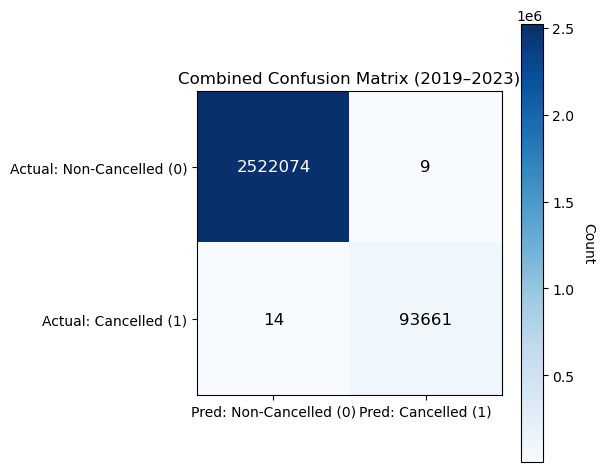 1e6
Combined Confusion Matrix (2019–2023)
2.5
Actual: Non-Cancelled (0)
2522074
9
2.0
1.5
Count
1.0
Actual: Cancelled (1)
14
93661
0.5
Pred: Non-Cancelled (0)
Pred: Cancelled (1)